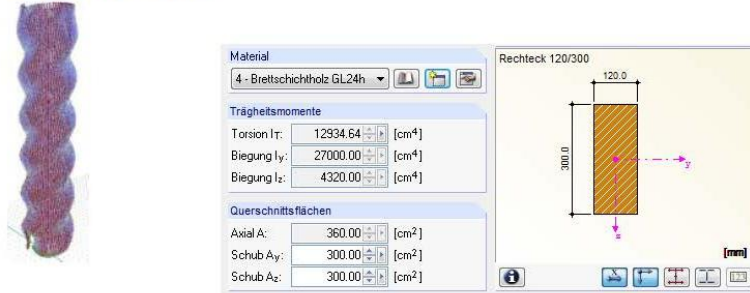 Material
4 - Brettschichtholz GL24h
Trägheitsmomente
Torsion IT: 12934.64 [cm4]
Biegung Iy: 27000.00 [cm4]
Biegung Iz: 4320.00 [cm4]
Querschnittsflächen
Axial A: 360.00 [cm2]
Schub Ay: 300.00 [cm2]
Schub Az: 300.00 [cm2]
Rechteck 120/300
120.0
300.0
y
z
[mm]